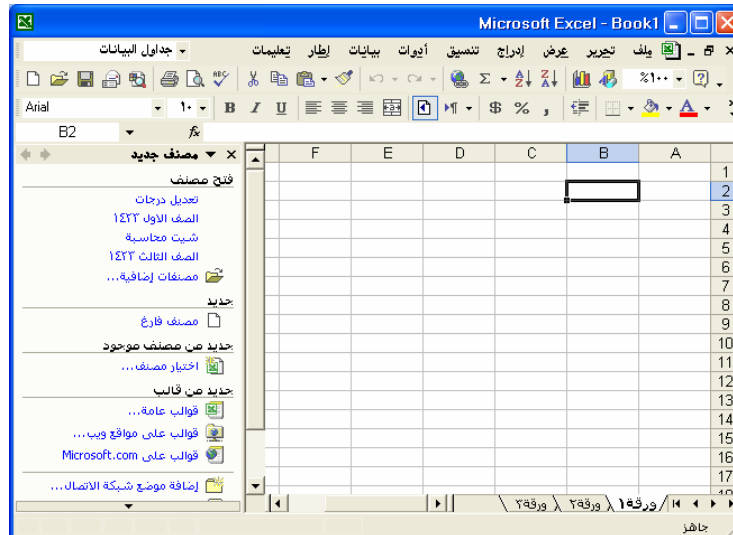 Microsoft Excel - Book1
ملف تحرير عرض إدراج تنسيق أدوات بيانات إطار تعليمات جداول البيانات
Σ %١٠٠
Arial ١٠ B I U $ % ,
B2 fx
مصنف جديد
A B C D E F
فتح مصنف
تعديل درجات
الصف الاول ١٤٢٣
شيت محاسبة
الصف الثالث ١٤٢٣
مصنفات إضافية...
جديد
مصنف فارغ
جديد من مصنف موجود
اختيار مصنف...
جديد من قالب
قوالب عامة...
قوالب على مواقع ويب...
قوالب على Microsoft.com
إضافة موضع شبكة الاتصال...
1
2
3
4
5
6
7
8
9
10
11
12
13
14
15
16
17
ورقة١ ورقة٢ ورقة٣
جاهز